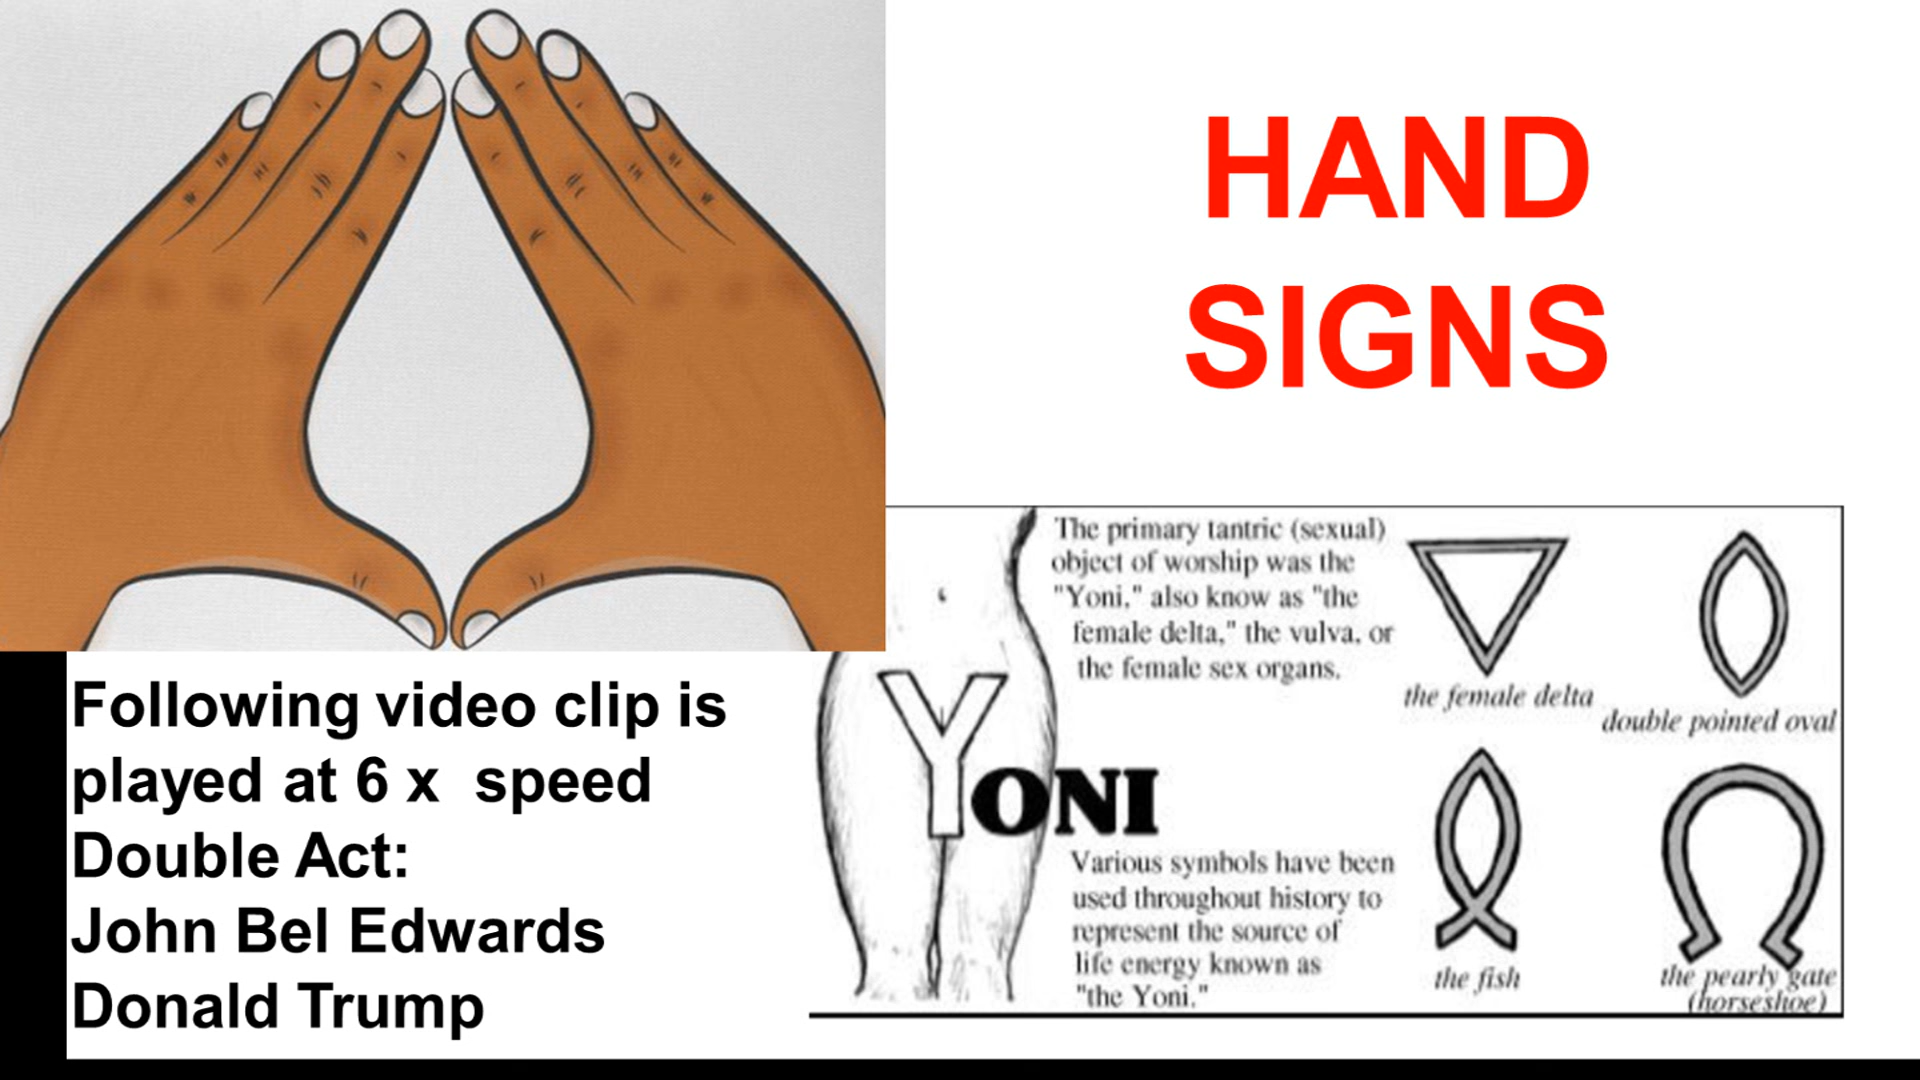 HAND
SIGNS
Following video clip is
played at 6 x speed
Double Act:
John Bel Edwards
Donald Trump
The primary tantric (sexual)
object of worship was the
"Yoni," also know as "the
female delta," the vulva, or
the female sex organs.
YONI
Various symbols have been
used throughout history to
represent the source of
life energy known as
"the Yoni."
the female delta
double pointed oval
the fish
the pearly gate
(horseshoe)